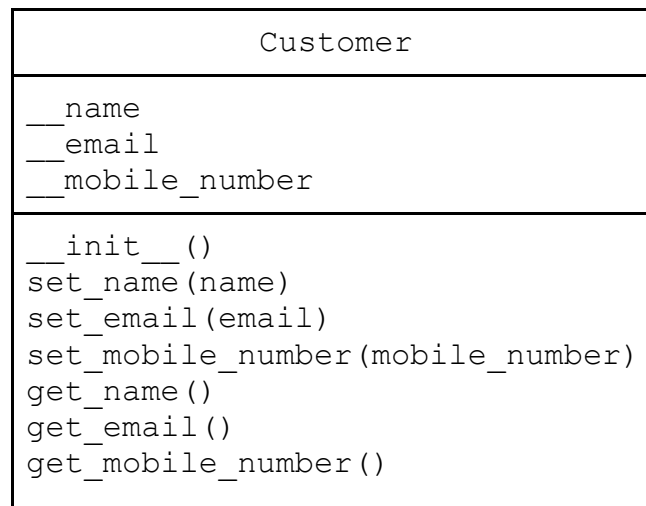 Customer
__name
__email
__mobile_number
__init__()
set_name(name)
set_email(email)
set_mobile_number(mobile_number)
get_name()
get_email()
get_mobile_number()